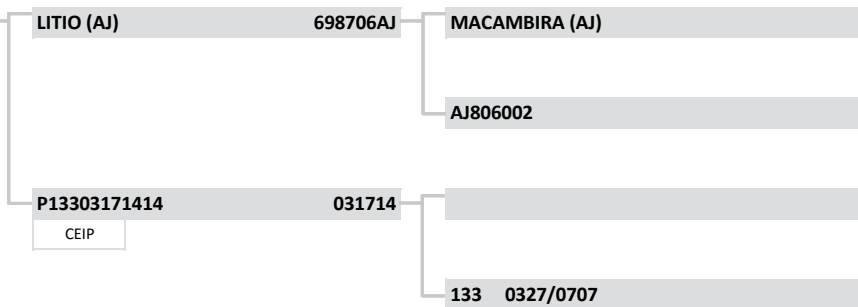 LITIO (AJ) 698706AJ MACAMBIRA (AJ)
AJ806002
P13303171414 031714
CEIP
133 0327/0707